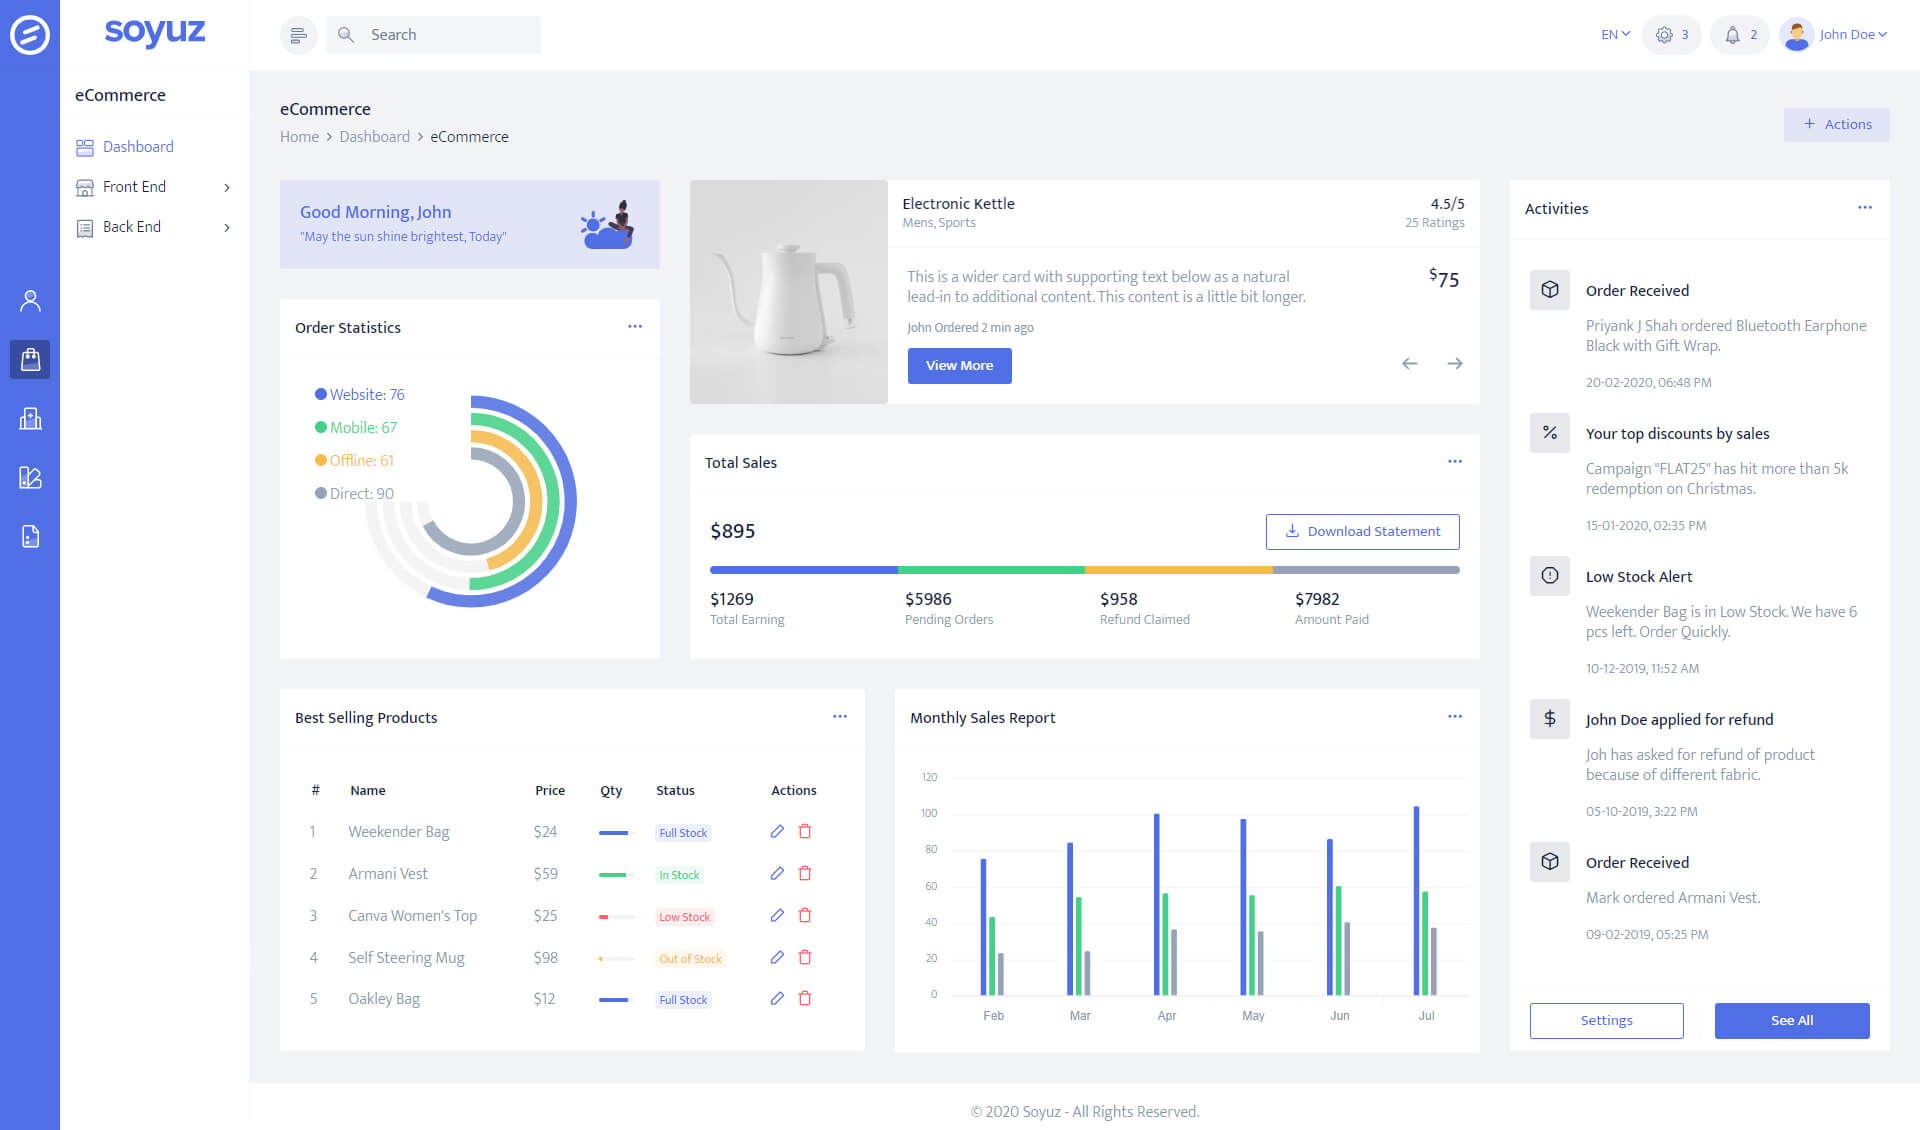 soyuz
Search
EN
3
2
John Doe
eCommerce
Dashboard
Front End
Back End
eCommerce
Home > Dashboard > eCommerce
+ Actions
Good Morning, John
"May the sun shine brightest, Today"
Order Statistics
Website: 76
Mobile: 67
Offline: 61
Direct: 90
Electronic Kettle
4.5/5
Mens, Sports
25 Ratings
This is a wider card with supporting text below as a natural
lead-in to additional content. This content is a little bit longer.
$75
John Ordered 2 min ago
View More
Total Sales
$895
Download Statement
$1269
Total Earning
$5986
Pending Orders
$958
Refund Claimed
$7982
Amount Paid
Best Selling Products
# Name Price Qty Status Actions
1 Weekender Bag $24 Full Stock
2 Armani Vest $59 In Stock
3 Canva Women's Top $25 Low Stock
4 Self Steering Mug $98 Out of Stock
5 Oakley Bag $12 Full Stock
Monthly Sales Report
120
100
80
60
40
20
0
Feb Mar Apr May Jun Jul
Activities
Order Received
Priyank J Shah ordered Bluetooth Earphone
Black with Gift Wrap.
20-02-2020, 06:48 PM
Your top discounts by sales
Campaign "FLAT25" has hit more than 5k
redemption on Christmas.
15-01-2020, 02:35 PM
Low Stock Alert
Weekender Bag is in Low Stock. We have 6
pcs left. Order Quickly.
10-12-2019, 11:52 AM
John Doe applied for refund
Joh has asked for refund of product
because of different fabric.
05-10-2019, 3:22 PM
Order Received
Mark ordered Armani Vest.
09-02-2019, 05:25 PM
Settings
See All
© 2020 Soyuz - All Rights Reserved.